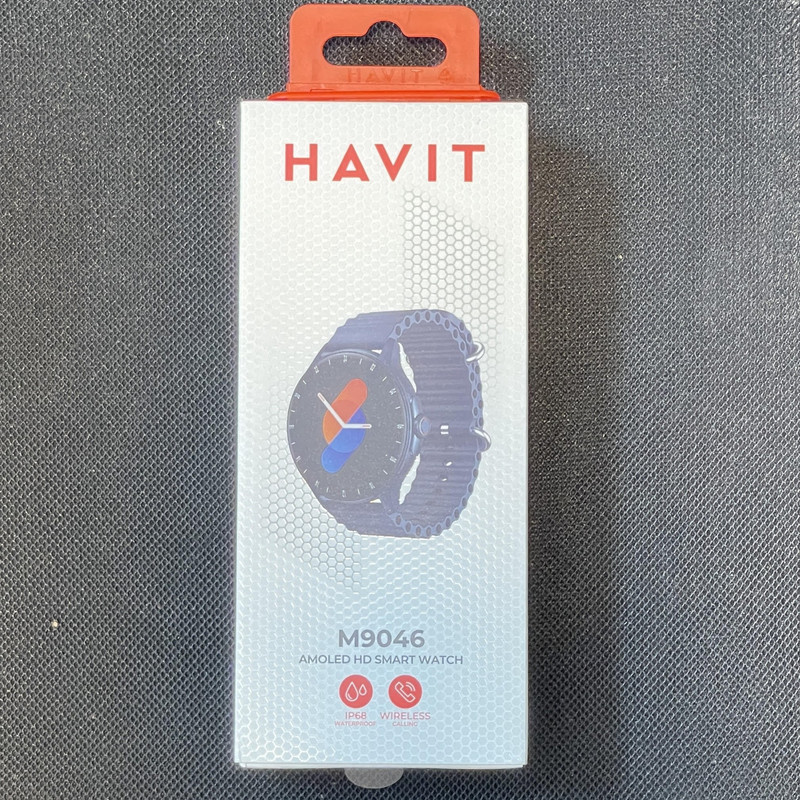 HAVIT
HAVIT
M9046
AMOLED HD SMART WATCH
IP68 WIRELESS
WATERPROOF CALLING